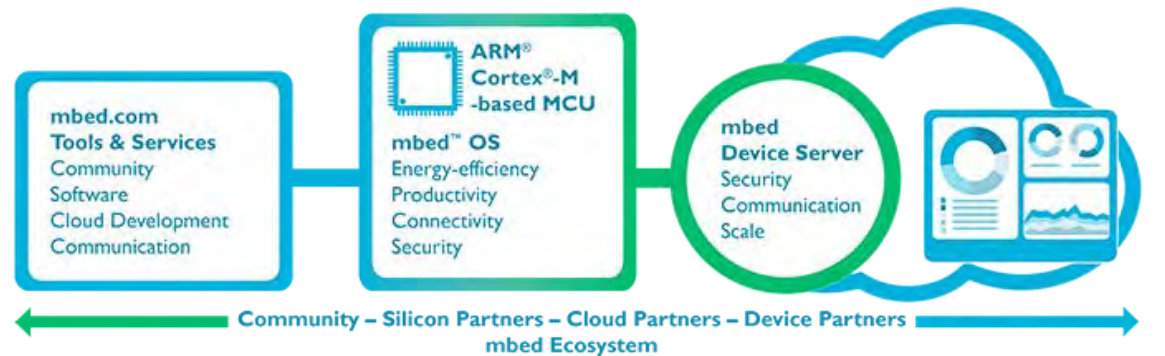 mbed.com
Tools & Services
Community
Software
Cloud Development
Communication
ARM®
Cortex®-M
-based MCU
mbed™ OS
Energy-efficiency
Productivity
Connectivity
Security
mbed
Device Server
Security
Communication
Scale
Community – Silicon Partners – Cloud Partners – Device Partners
mbed Ecosystem